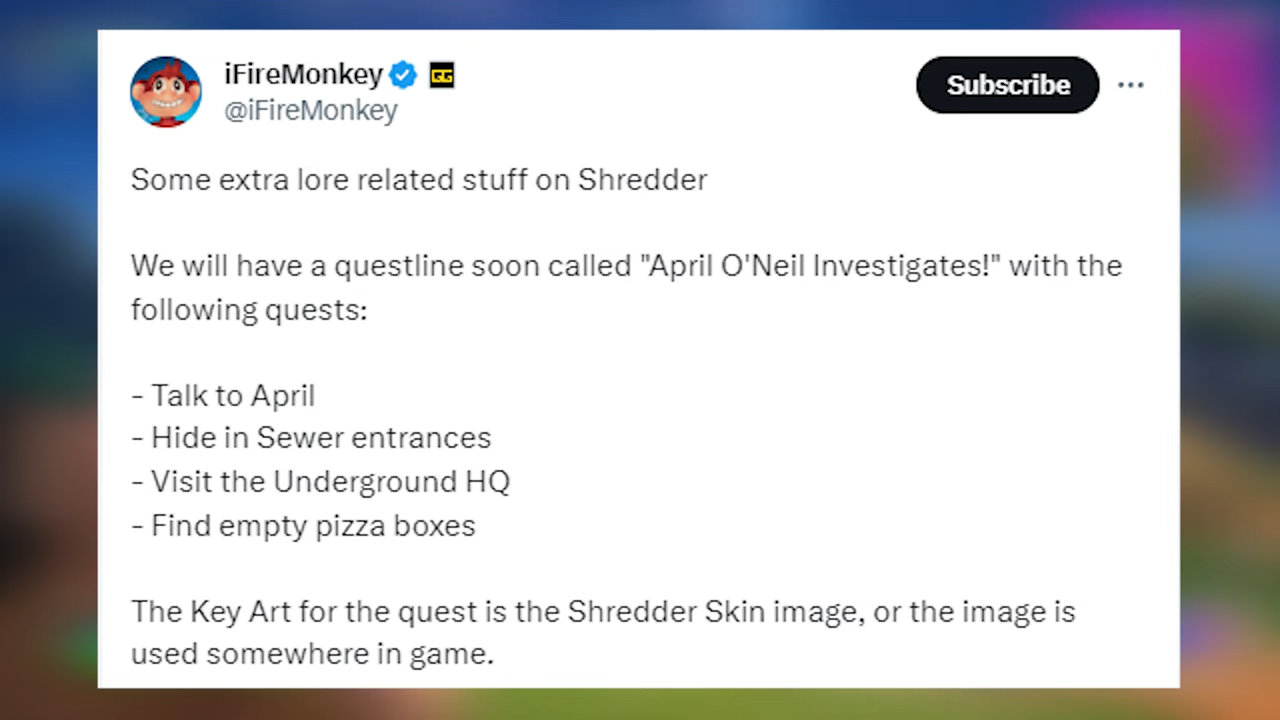 iFireMonkey GG
@iFireMonkey
Subscribe
Some extra lore related stuff on Shredder
We will have a questline soon called "April O'Neil Investigates!" with the
following quests:
- Talk to April
- Hide in Sewer entrances
- Visit the Underground HQ
- Find empty pizza boxes
The Key Art for the quest is the Shredder Skin image, or the image is
used somewhere in game.